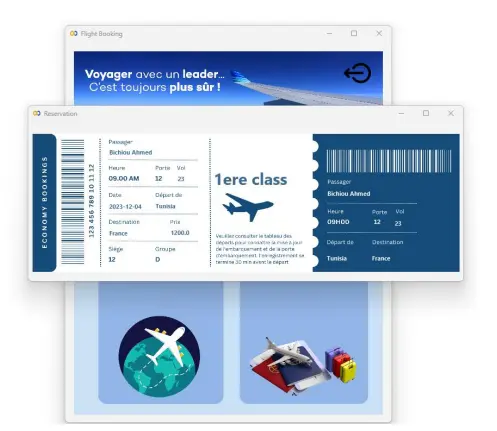 Flight Booking
Voyager avec un leader...
C'est toujours plus sûr !
Reservation
ECONOMY BOOKINGS
123 456 789 10 11 12
Passager
Bichiou Ahmed
Heure Porte Vol
09.00 AM 12 23
Date Départ de
2023-12-04 Tunisia
Destination Prix
France 1200.0
Siège Groupe
12 D
1ere class
Veuillez consulter le tableau des
départs pour connaître la mise à jour
de l'embarquement et de la porte
d'embarquement. L'enregistrement se
termine 30 min avant le départ
Passager
Bichiou Ahmed
Heure Porte Vol
09H00 12 23
Départ de Destination
Tunisia France